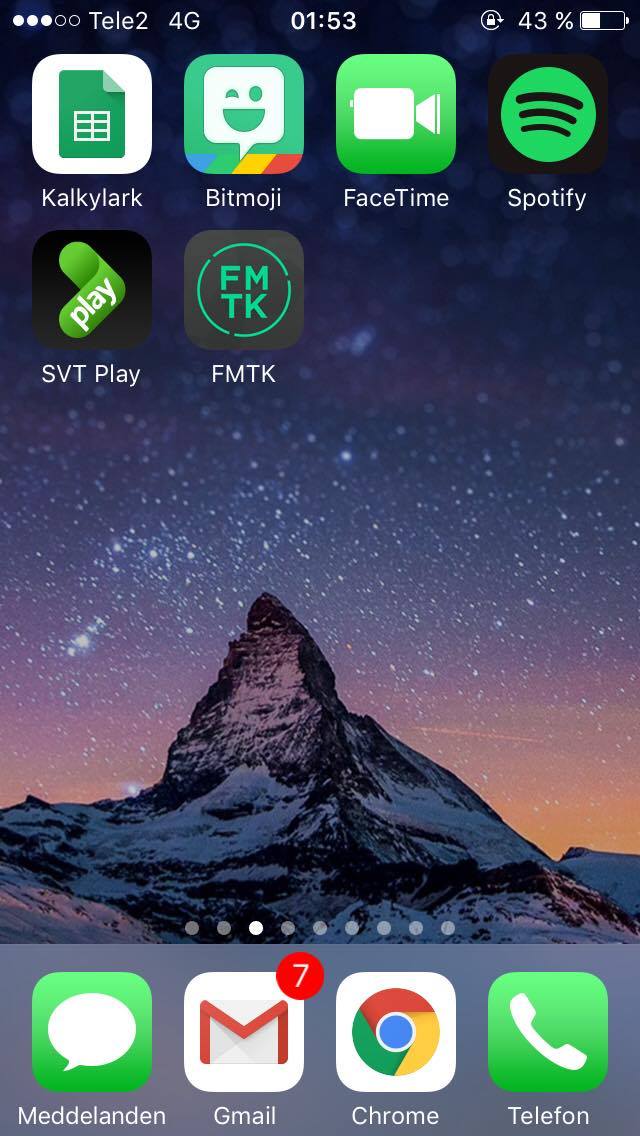 Tele2 4G 01:53 43 %
Kalkylark Bitmoji FaceTime Spotify
play FM
TK
SVT Play FMTK
7
Meddelanden Gmail Chrome Telefon